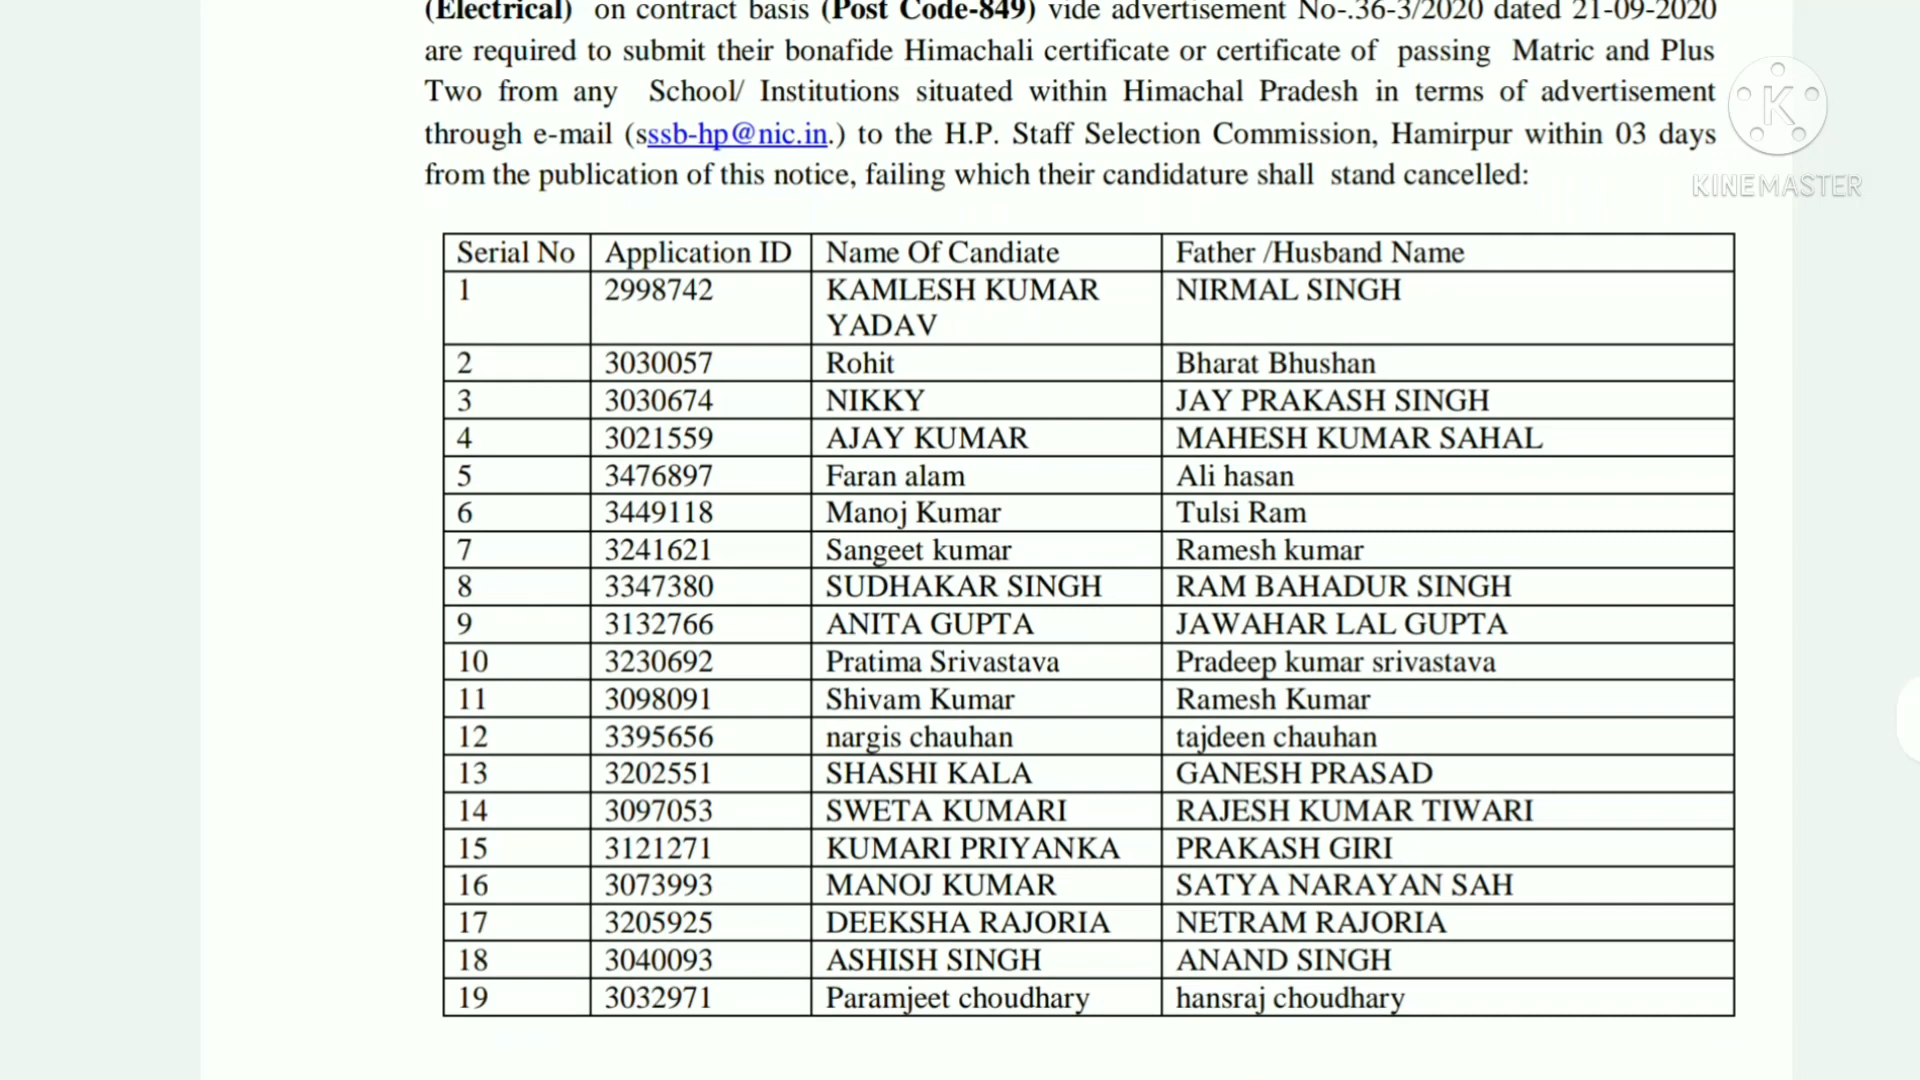 (Electrical) on contract basis (Post Code-849) vide advertisement No-.36-3/2020 dated 21-09-2020
are required to submit their bonafide Himachali certificate or certificate of passing Matric and Plus
Two from any School/ Institutions situated within Himachal Pradesh in terms of advertisement
through e-mail (sssb-hp@nic.in.) to the H.P. Staff Selection Commission, Hamirpur within 03 days
from the publication of this notice, failing which their candidature shall stand cancelled:
K
KINEMASTER
Serial No Application ID Name Of Candiate Father /Husband Name
1 2998742 KAMLESH KUMAR NIRMAL SINGH
YADAV
2 3030057 Rohit Bharat Bhushan
3 3030674 NIKKY JAY PRAKASH SINGH
4 3021559 AJAY KUMAR MAHESH KUMAR SAHAL
5 3476897 Faran alam Ali hasan
6 3449118 Manoj Kumar Tulsi Ram
7 3241621 Sangeet kumar Ramesh kumar
8 3347380 SUDHAKAR SINGH RAM BAHADUR SINGH
9 3132766 ANITA GUPTA JAWAHAR LAL GUPTA
10 3230692 Pratima Srivastava Pradeep kumar srivastava
11 3098091 Shivam Kumar Ramesh Kumar
12 3395656 nargis chauhan tajdeen chauhan
13 3202551 SHASHI KALA GANESH PRASAD
14 3097053 SWETA KUMARI RAJESH KUMAR TIWARI
15 3121271 KUMARI PRIYANKA PRAKASH GIRI
16 3073993 MANOJ KUMAR SATYA NARAYAN SAH
17 3205925 DEEKSHA RAJORIA NETRAM RAJORIA
18 3040093 ASHISH SINGH ANAND SINGH
19 3032971 Paramjeet choudhary hansraj choudhary